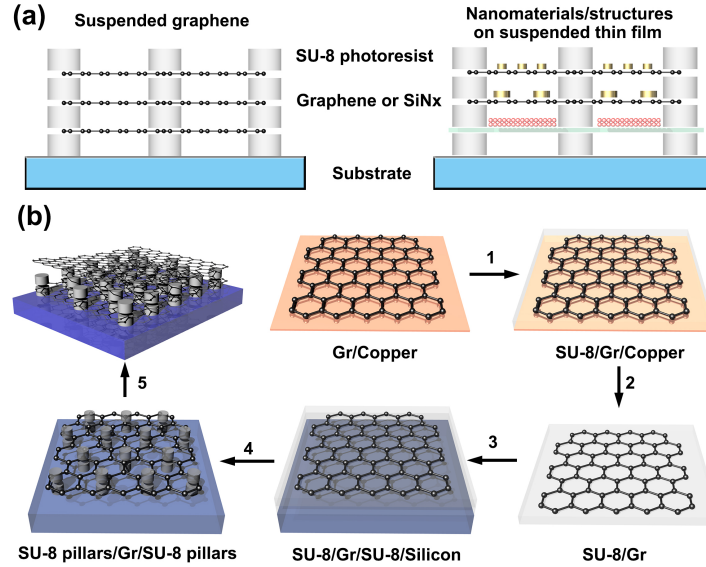 (a)
Suspended graphene
Nanomaterials/structures
on suspended thin film
SU-8 photoresist
Graphene or SiNx
Substrate
(b)
1
Gr/Copper
SU-8/Gr/Copper
5
2
4
3
SU-8 pillars/Gr/SU-8 pillars
SU-8/Gr/SU-8/Silicon
SU-8/Gr